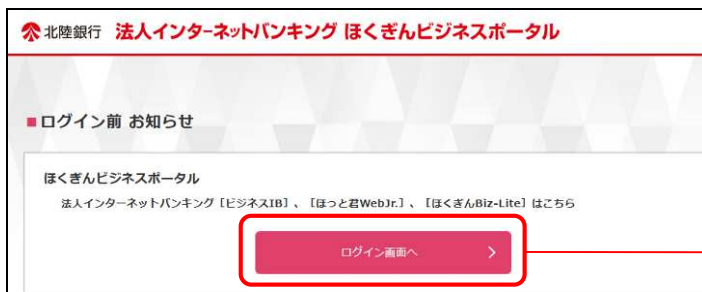 北陸銀行 法人インターネットバンキング ほくぎんビジネスポータル
■ログイン前 お知らせ
ほくぎんビジネスポータル
法人インターネットバンキング［ビジネスIB］、［ほっと君WebJr.］、［ほくぎんBiz-Lite］はこちら
ログイン画面へ